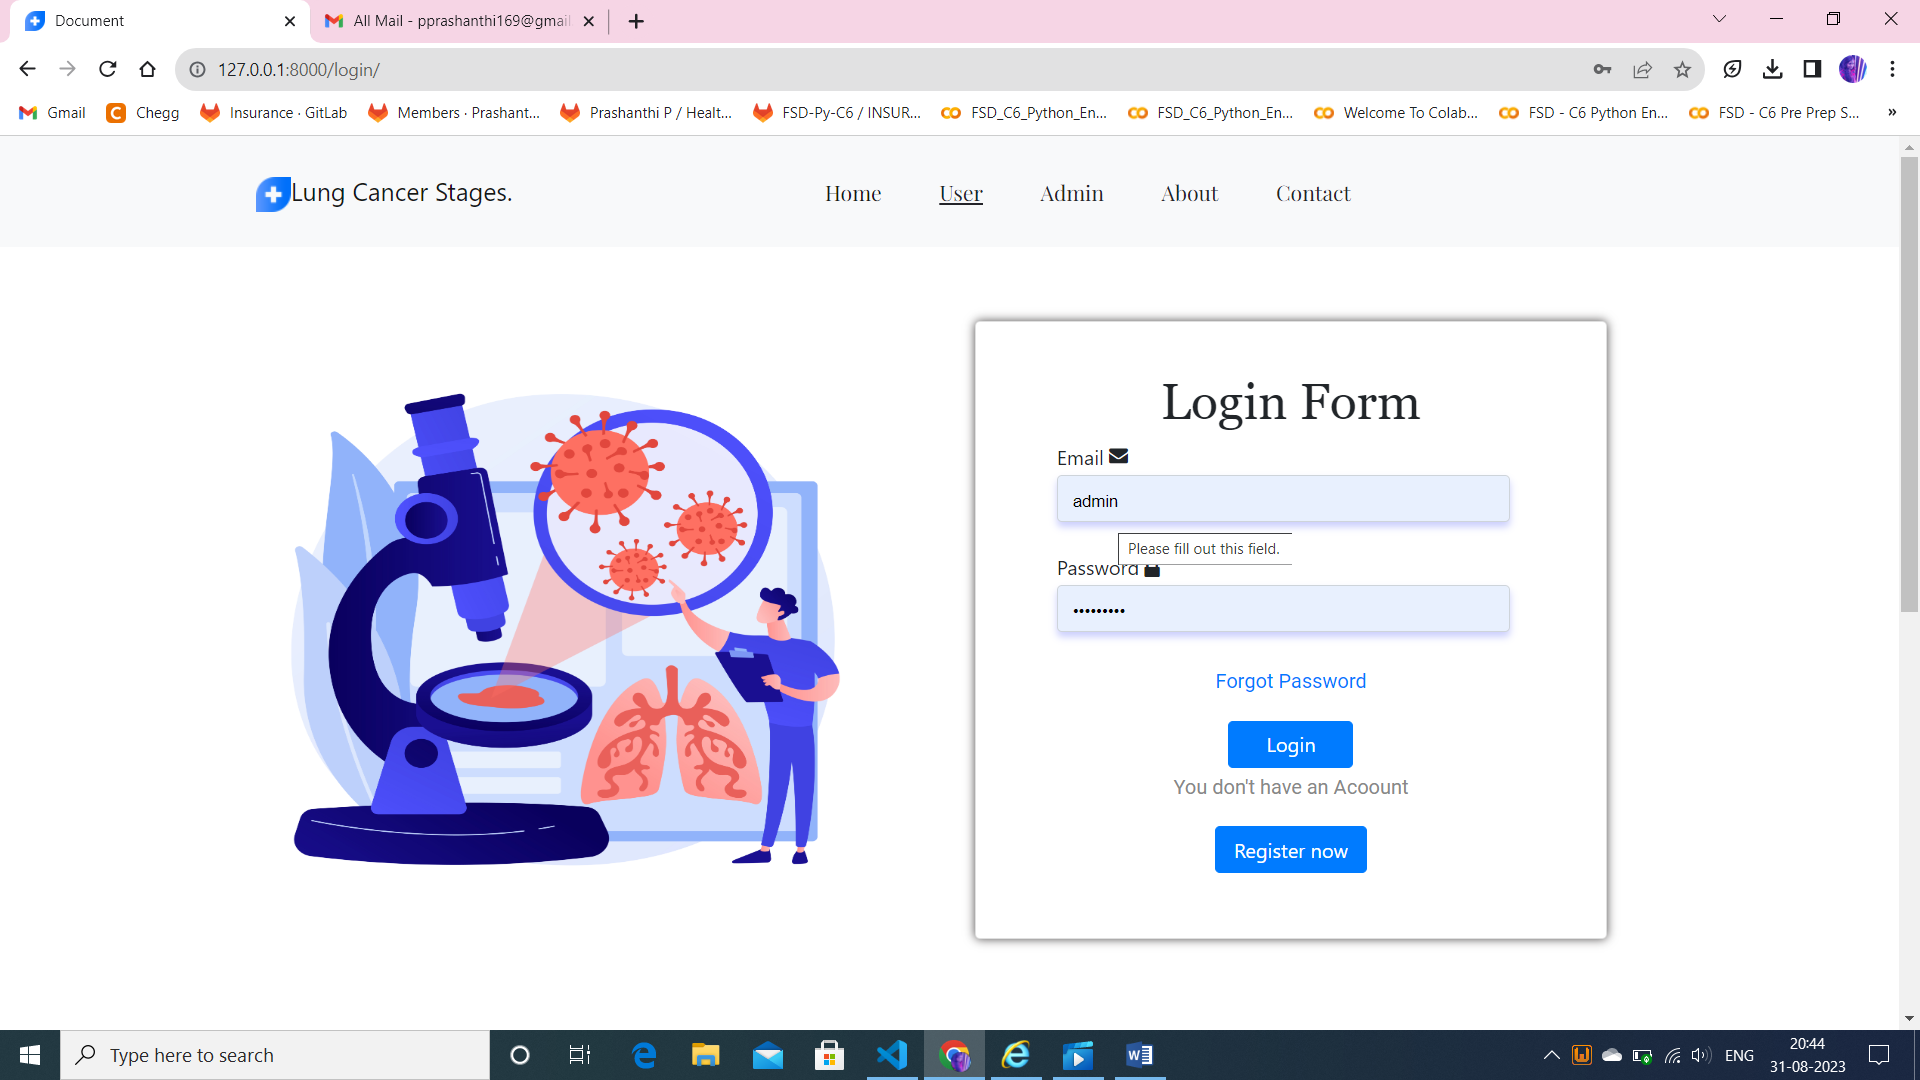 Document
All Mail - pprashanthi169@gmail.
127.0.0.1:8000/login/
Gmail
Chegg
Insurance · GitLab
Members · Prashant...
Prashanthi P / Healt...
FSD-Py-C6 / INSUR...
FSD_C6_Python_En...
FSD_C6_Python_En...
Welcome To Colab...
FSD - C6 Python En...
FSD - C6 Pre Prep S...
»
Lung Cancer Stages.
Home
User
Admin
About
Contact
Login Form
Email
admin
Please fill out this field.
Password
•••••••••
Forgot Password
Login
You don't have an Acoount
Register now
Type here to search
ENG
20:44
31-08-2023